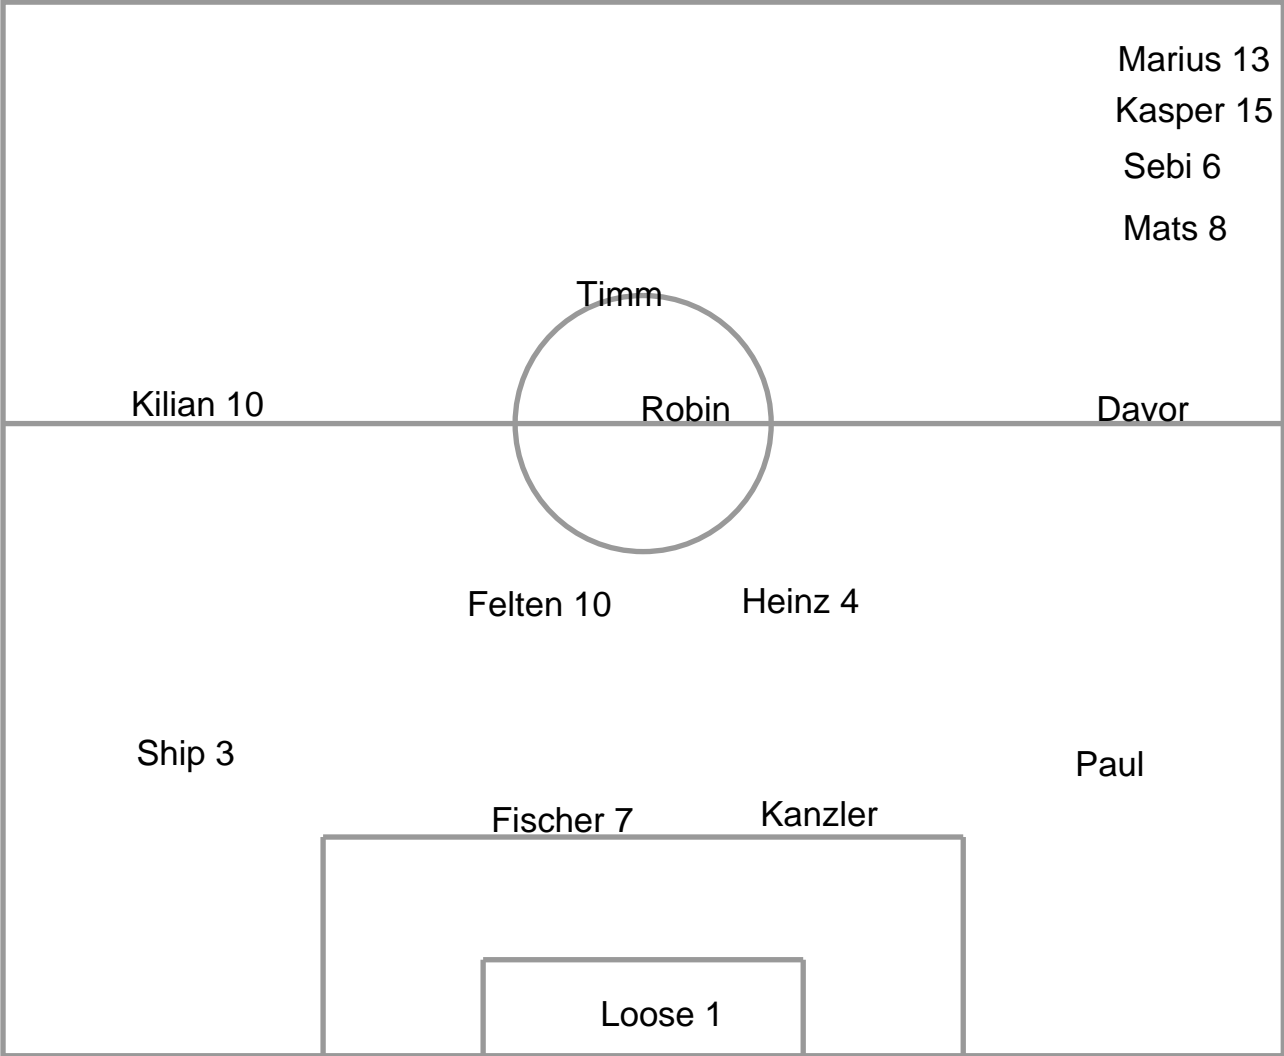 Marius 13
Kasper 15
Sebi 6
Mats 8
Timm
Kilian 10
Robin
Davor
Felten 10
Heinz 4
Ship 3
Paul
Fischer 7
Kanzler
Loose 1